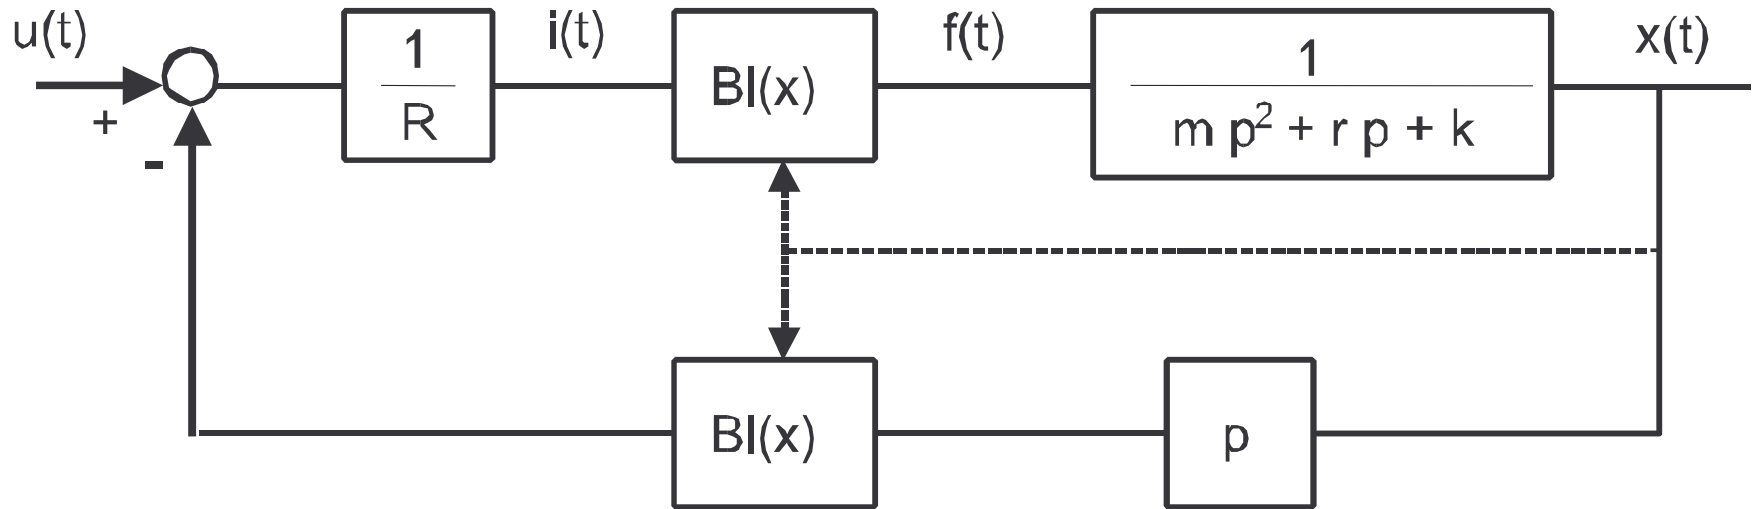 u(t)
+
-
1
R
i(t)
Bl(x)
f(t)
1
m p² + r p + k
x(t)
Bl(x)
p